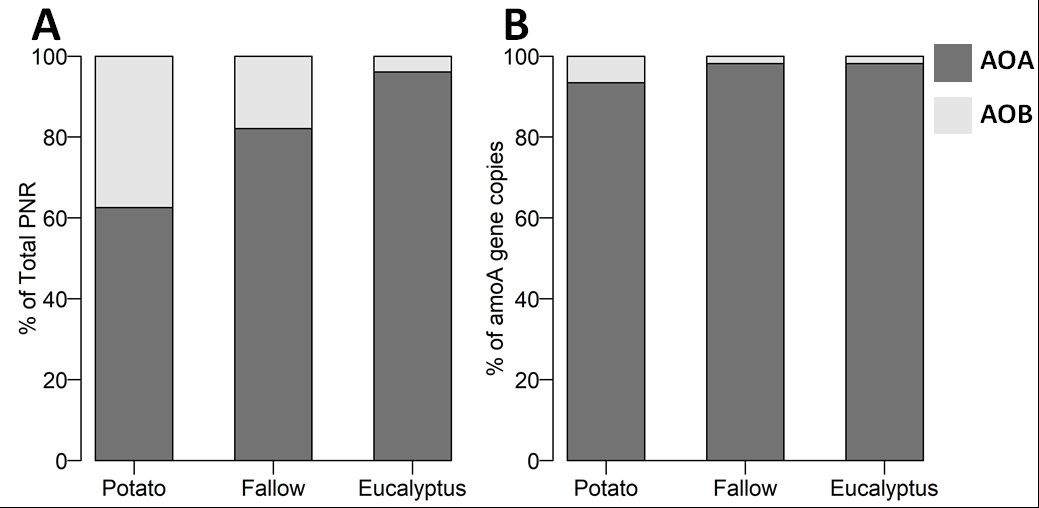 A
% of Total PNR
100
80
60
40
20
0
Potato Fallow Eucalyptus
B
% of amoA gene copies
100
80
60
40
20
0
Potato Fallow Eucalyptus
AOA
AOB